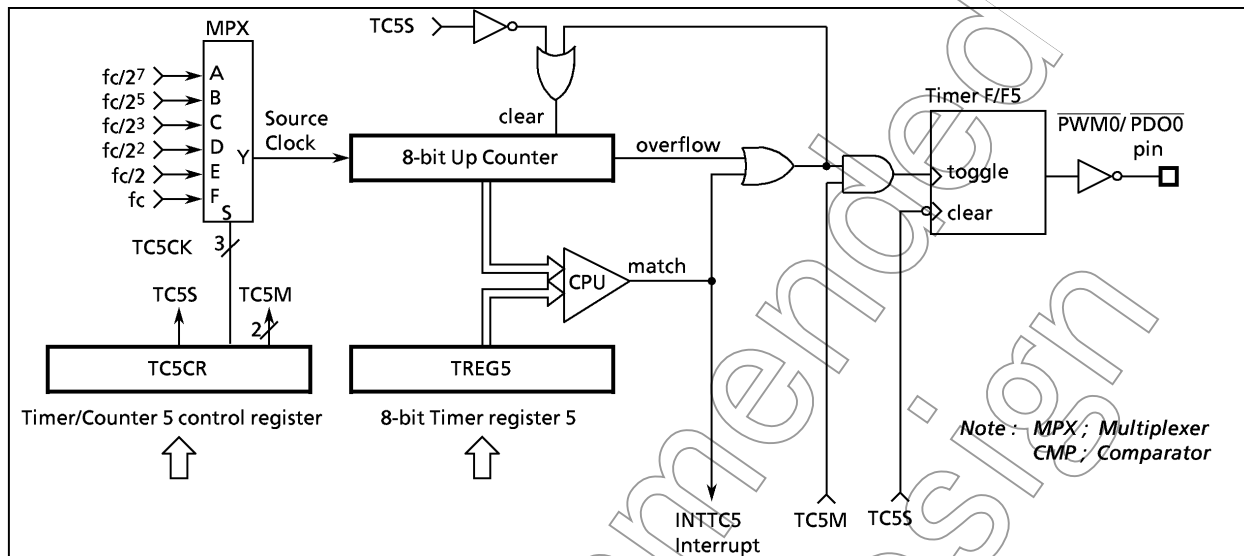 MPX
TC5S
fc/2⁷
A
fc/2⁵
B
fc/2³
C
fc/2²
D
fc/2
E
fc
F
Y
S
Source
Clock
clear
8-bit Up Counter
overflow
Timer F/F5
toggle
clear
PWM0/ PDO0
pin
TC5CK
3
CPU
match
TC5S
TC5M
2
TC5CR
TREG5
Timer/Counter 5 control register
8-bit Timer register 5
Note : MPX ; Multiplexer
CMP ; Comparator
INTTC5
Interrupt
TC5M
TC5S